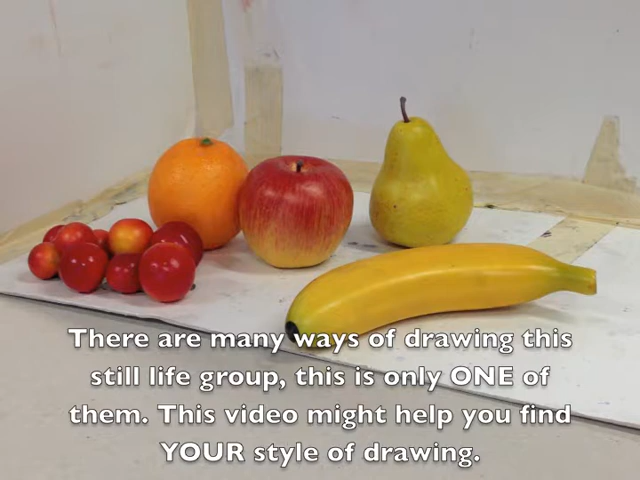 There are many ways of drawing this
still life group, this is only ONE of
them. This video might help you find
YOUR style of drawing.